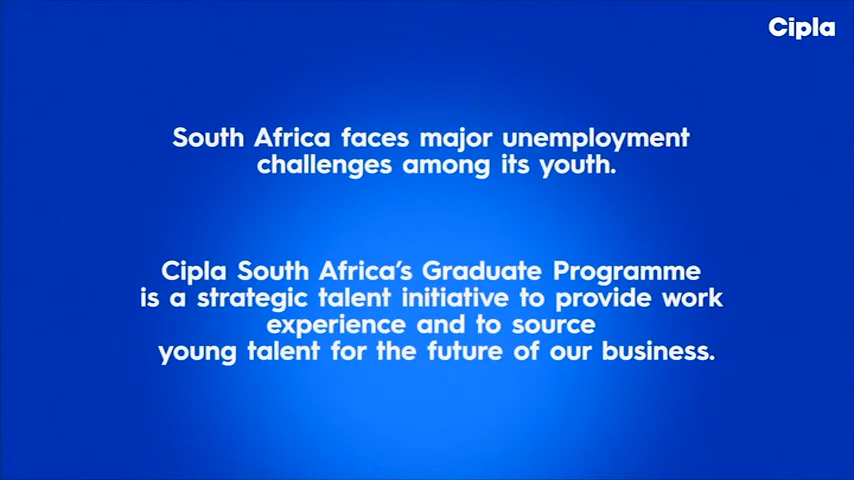 Cipla
South Africa faces major unemployment
challenges among its youth.
Cipla South Africa's Graduate Programme
is a strategic talent initiative to provide work
experience and to source
young talent for the future of our business.